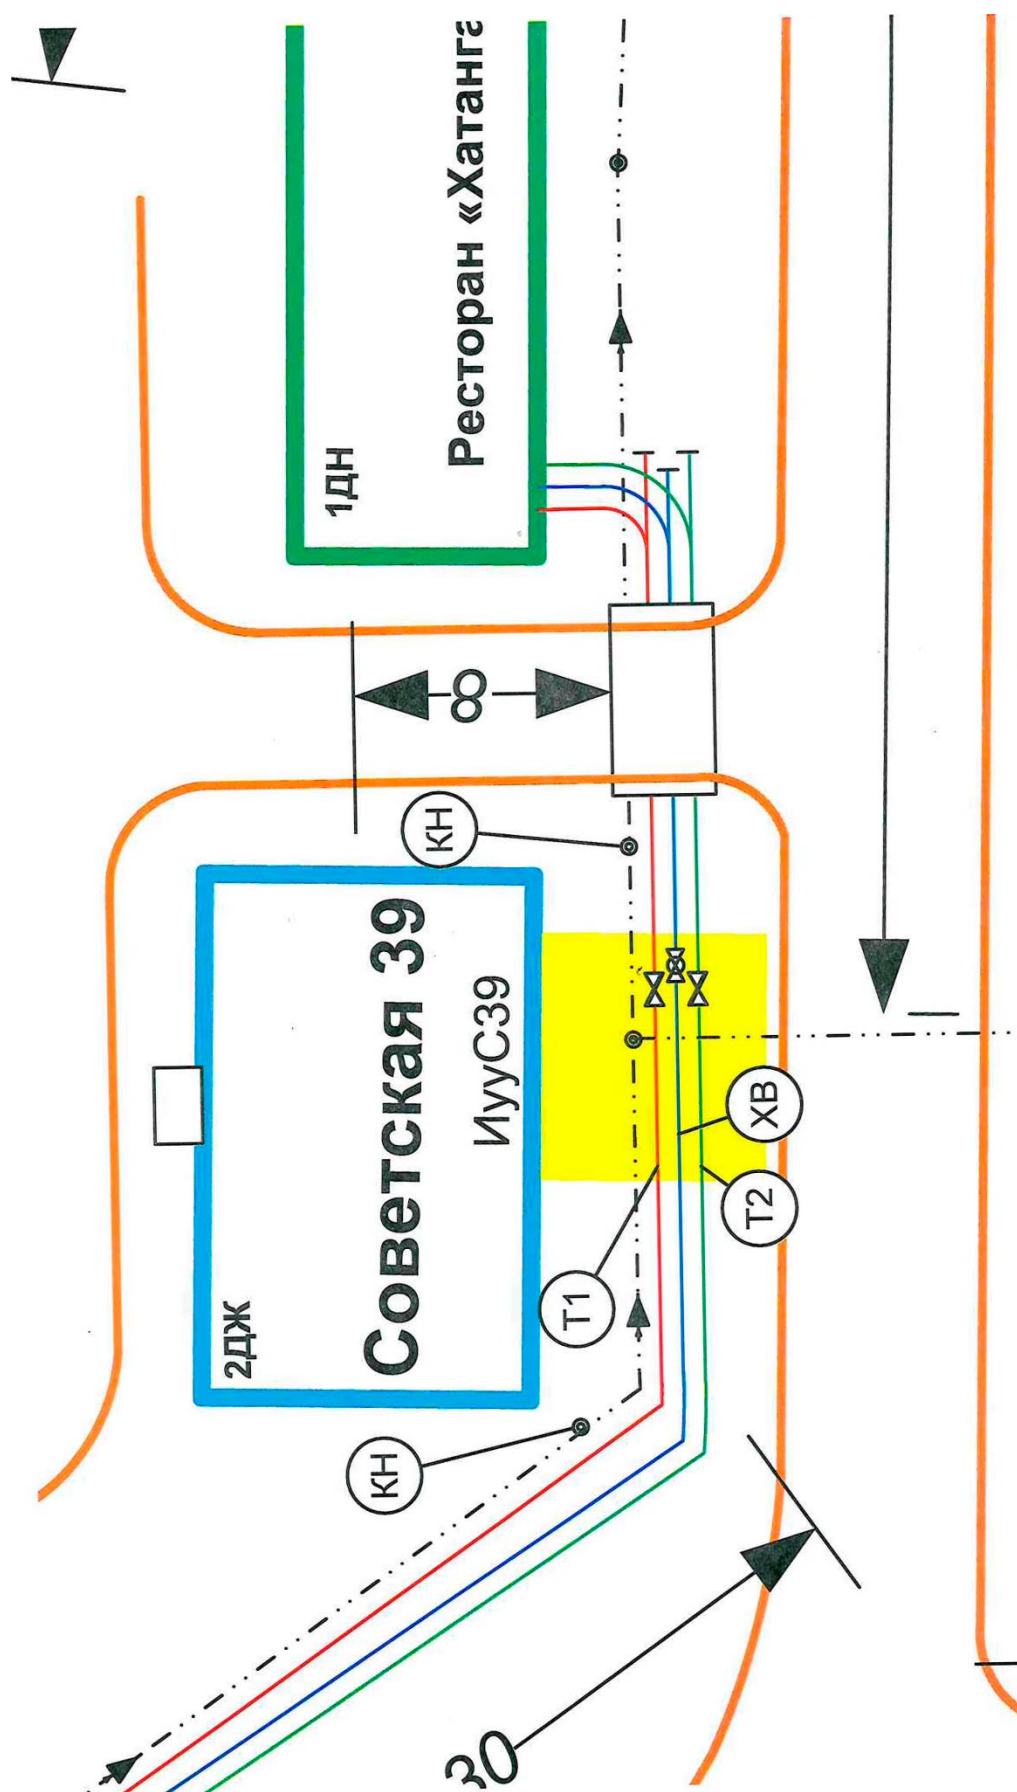 Ресторан «Хатанга
1ДН
8
КН
Советская 39
ИууС39
2ДЖ
ХВ
Т2
Т1
КН
30